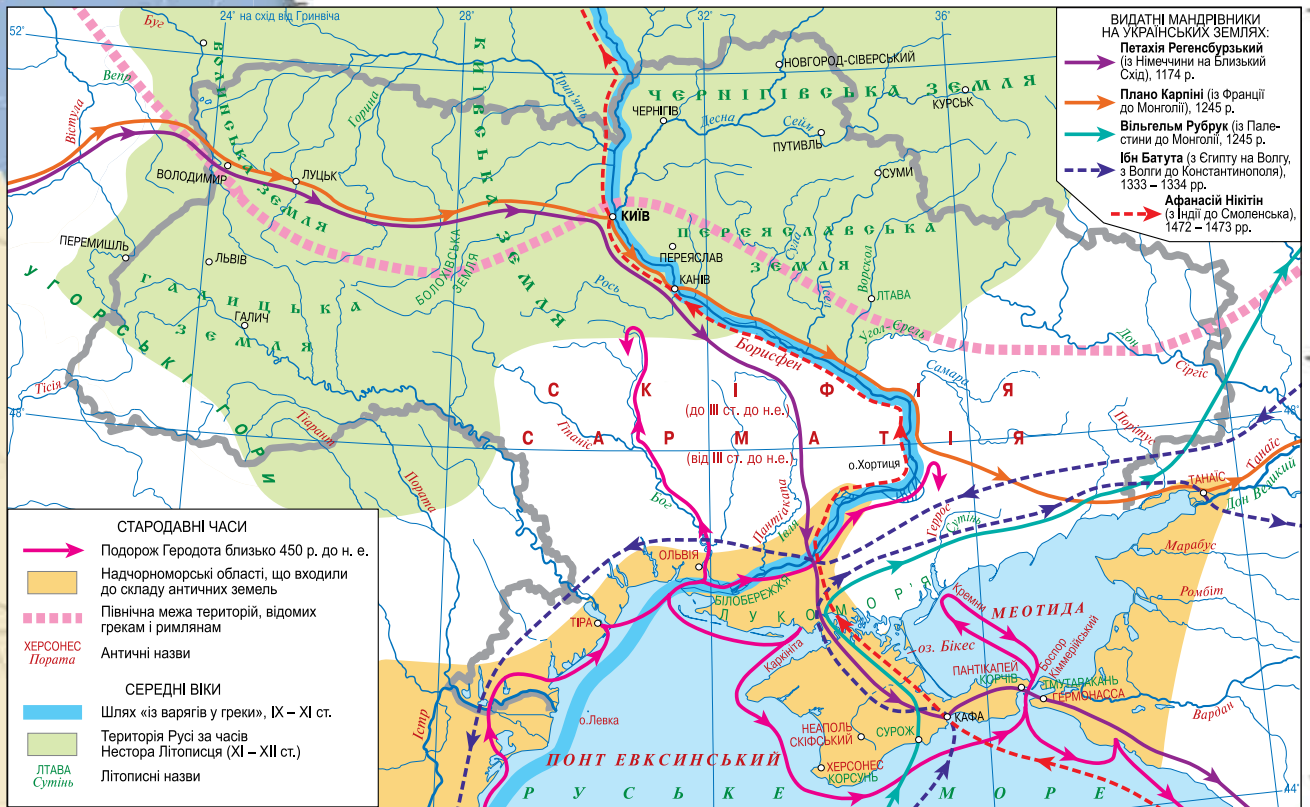 52°
24° на схід від Гринвіча
28°
32°
36°
ВИДАТНІ МАНДРІВНИКИ
НА УКРАЇНСЬКИХ ЗЕМЛЯХ:
Петахія Регенсбурзький
(із Німеччини на Близький
Схід), 1174 р.
Плано Карпіні (із Франції
до Монголії), 1245 р.
Вільгельм Рубрук (із Пале-
стини до Монголії, 1245 р.
Ібн Батута (з Єгипту на Волгу,
з Волги до Константинополя),
1333 – 1334 рр.
Афанасій Нікітін
(з Індії до Смоленська),
1472 – 1473 рр.
Буг
Вепр
Вістула
ВОЛИНСЬКА ЗЕМЛЯ
КИЇВСЬКА ЗЕМЛЯ
Горина
Прип'ять
НОВГОРОД-СІВЕРСЬКИЙ
ЧЕРНІГІВСЬКА ЗЕМЛЯ
КУРСЬК
ЧЕРНІГІВ
Десна
Сейм
ПУТИВЛЬ
СУМИ
ВОЛОДИМИР
ЛУЦЬК
КИЇВ
ПЕРЕЯСЛАВСЬКА
ЗЕМЛЯ
ПЕРЕЯСЛАВ
КАНІВ
Сула
Псел
Ворскол
ЛТАВА
Угол-Єрель
ПЕРЕМИШЛЬ
ЛЬВІВ
БОЛОХІВСЬКА
ЗЕМЛЯ
Рось
ГАЛИЦЬКА
ЗЕМЛЯ
ГАЛИЧ
УГОРСЬКІ ГОРИ
Борисфен
Дон
Сіргіс
Самара
Тісія
48°
48°
СКІФІЯ
(до III ст. до н.е.)
САРМАТІЯ
(від III ст. до н.е.)
Тіарант
Пората
Гіпаніс
Бог
Пантікапа
Івля
о.Хортиця
Порітус
Танаїс
ТАНАЇС
Дон Великий
Геррос
Сутінь
Марабус
Ромбіт
ОЛЬВІЯ
БІЛОБЕРЕЖЖЯ
ЛУКОМОР'Я
ТІРА
Каркініта
оз. Бікес
Кремни
МЕОТИДА
Боспор
Кіммерійський
ПАНТІКАПЕЙ
КОРЧІВ
ТМУТАРАКАНЬ
ГЕРМОНАССА
Вардан
КАФА
НЕАПОЛЬ
СКІФСЬКИЙ
СУРОЖ
ХЕРСОНЕС
КОРСУНЬ
Істр
о.Левка
ПОНТ ЕВКСИНСЬКИЙ
РУСЬКЕ МОРЕ
44°
СТАРОДАВНІ ЧАСИ
Подорож Геродота близько 450 р. до н. е.
Надчорноморські області, що входили
до складу античних земель
Північна межа територій, відомих
грекам і римлянам
ХЕРСОНЕС
Пората
Античні назви
СЕРЕДНІ ВІКИ
Шлях «із варягів у греки», IX – XI ст.
Територія Русі за часів
Нестора Літописця (XI – XII ст.)
ЛТАВА
Сутінь
Літописні назви